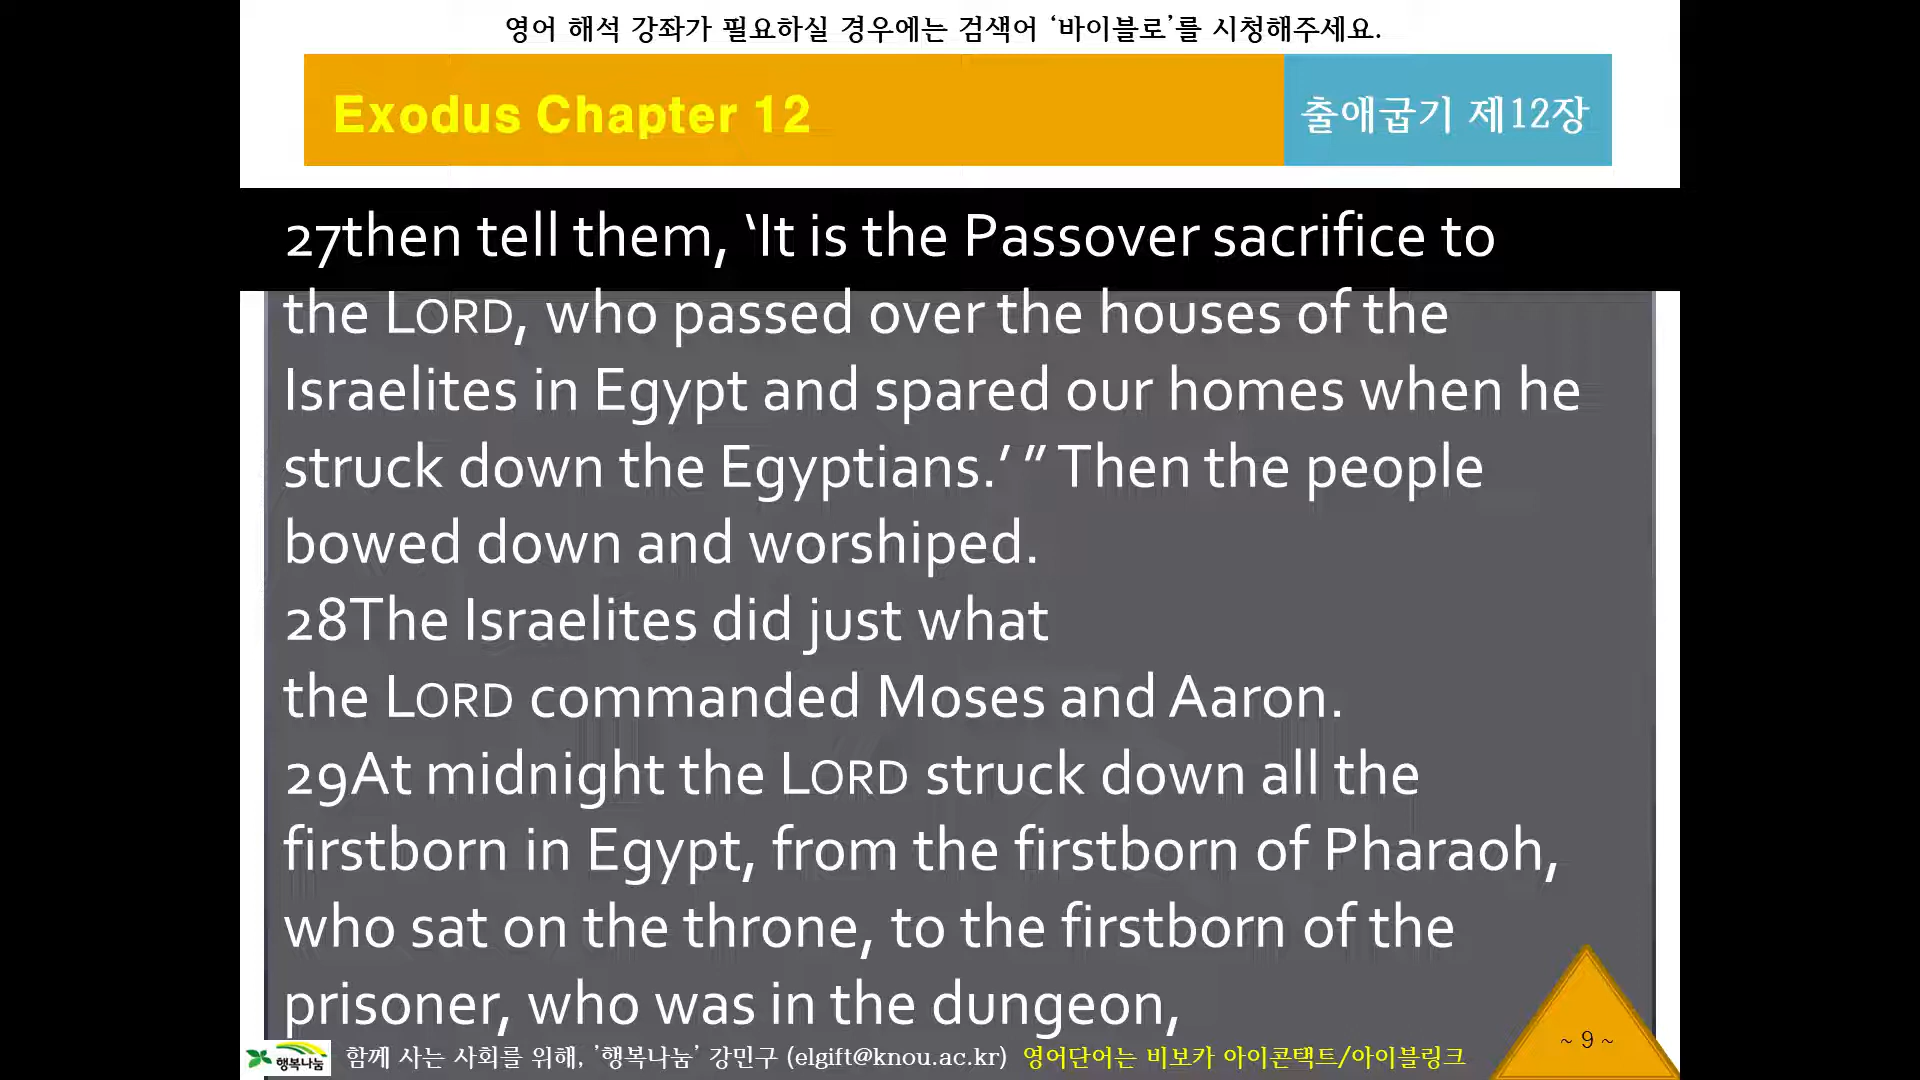 영어 해석 강좌가 필요하실 경우에는 검색어 ‘바이블로’를 시청해주세요.
Exodus Chapter 12
출애굽기 제12장
27then tell them, ‘It is the Passover sacrifice to
the LORD, who passed over the houses of the
Israelites in Egypt and spared our homes when he
struck down the Egyptians.’ ” Then the people
bowed down and worshiped.
28The Israelites did just what
the LORD commanded Moses and Aaron.
29At midnight the LORD struck down all the
firstborn in Egypt, from the firstborn of Pharaoh,
who sat on the throne, to the firstborn of the
prisoner, who was in the dungeon,
~ 9 ~
행복나눔
함께 사는 사회를 위해, ’행복나눔’ 강민구 (elgift@knou.ac.kr) 영어단어는 비보카 아이콘택트/아이블링크